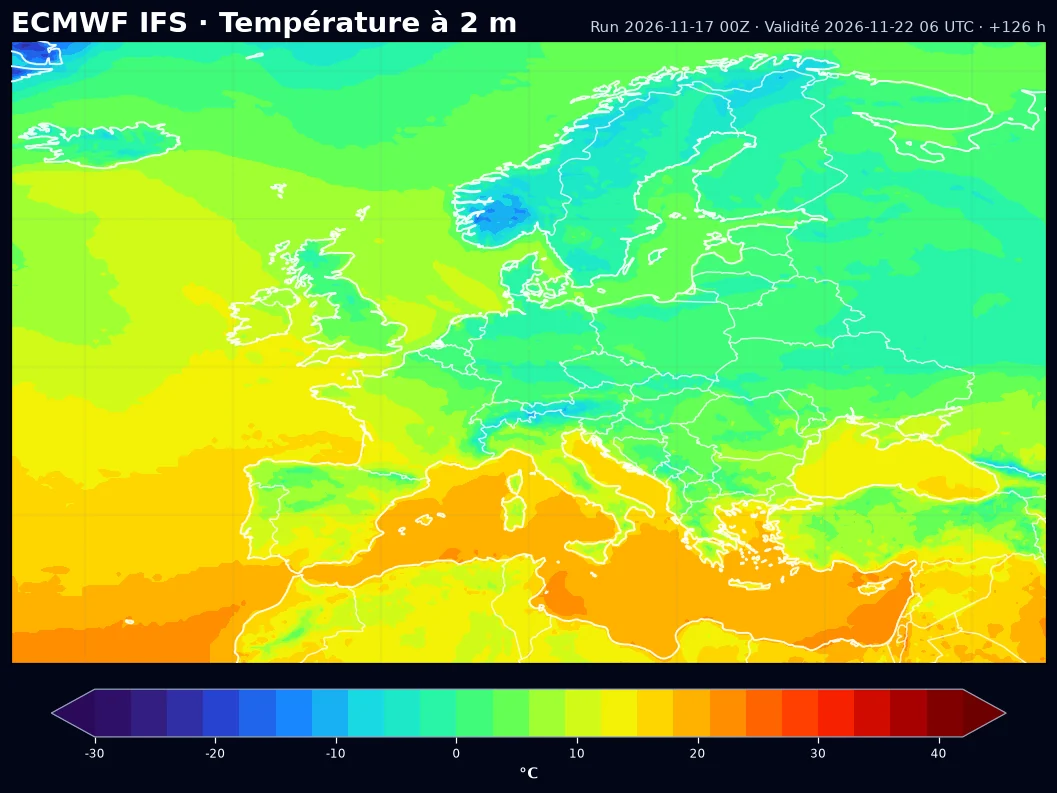 ECMWF IFS · Température à 2 m
Run 2026-11-17 00Z · Validité 2026-11-22 06 UTC · +126 h
-30 -20 -10 0 10 20 30 40
°C